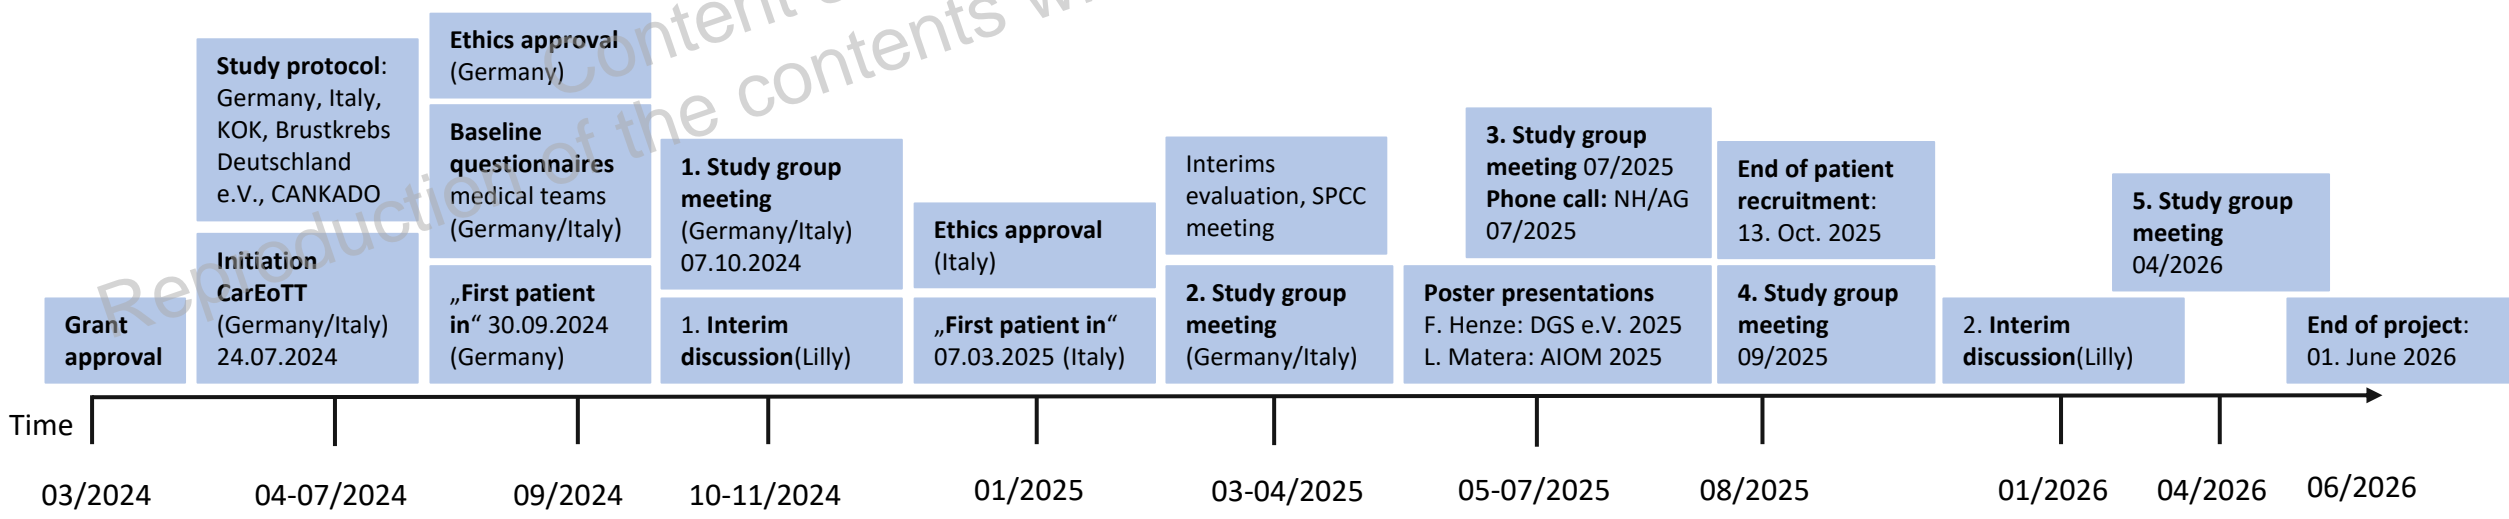 Content
Reproduction of the contents
Grant
approval
Study protocol:
Germany, Italy,
KOK, Brustkrebs
Deutschland
e.V., CANKADO
Initiation
CarEoTT
(Germany/Italy)
24.07.2024
Ethics approval
(Germany)
Baseline
questionnaires
medical teams
(Germany/Italy)
„First patient
in“ 30.09.2024
(Germany)
1. Study group
meeting
(Germany/Italy)
07.10.2024
1. Interim
discussion(Lilly)
Ethics approval
(Italy)
„First patient in“
07.03.2025 (Italy)
Interims
evaluation, SPCC
meeting
2. Study group
meeting
(Germany/Italy)
3. Study group
meeting 07/2025
Phone call: NH/AG
07/2025
Poster presentations
F. Henze: DGS e.V. 2025
L. Matera: AIOM 2025
End of patient
recruitment:
13. Oct. 2025
4. Study group
meeting
09/2025
2. Interim
discussion(Lilly)
5. Study group
meeting
04/2026
End of project:
01. June 2026
Time
03/2024
04-07/2024
09/2024
10-11/2024
01/2025
03-04/2025
05-07/2025
08/2025
01/2026
04/2026
06/2026